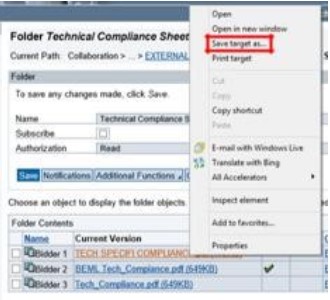 Open
Open in new window
Save target as...
Print target
Cut
Copy
Copy shortcut
Paste
E-mail with Windows Live
Translate with Bing
All Accelerators
Inspect element
Add to favorites...
Properties
Folder Technical Compliance Sheet
Current Path: Collaboration > ... > EXTERNAL
Folder
To save any changes made, click Save.
Name Technical Compliance S
Subscribe
Authorization Read
Save Notifications Additional Functions
Choose an object to display the folder objects.
Folder Contents
Name Current Version
Bidder 1 TECH SPECIFI COMPLIANC
Bidder 2 BEML Tech_Compiance.pdf (649KB)
Bidder 3 Tech_Compiance.pdf (649KB)